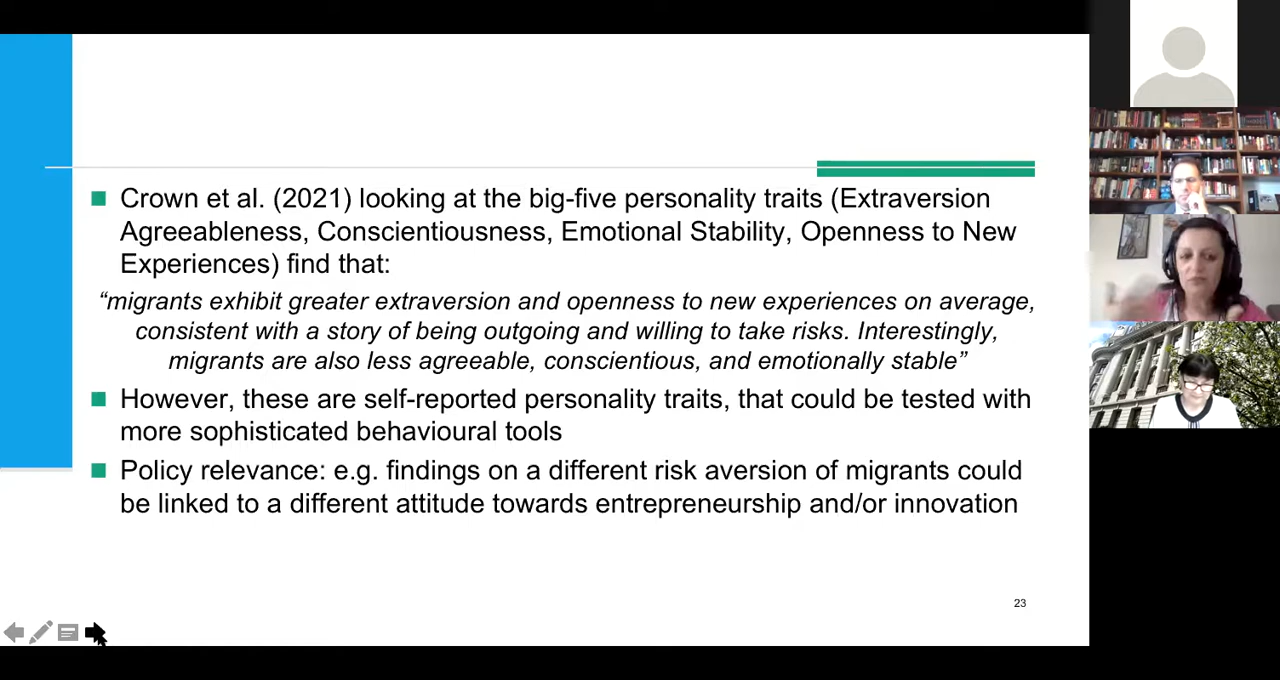 Crown et al. (2021) looking at the big-five personality traits (Extraversion
Agreeableness, Conscientiousness, Emotional Stability, Openness to New
Experiences) find that:
“migrants exhibit greater extraversion and openness to new experiences on average,
consistent with a story of being outgoing and willing to take risks. Interestingly,
migrants are also less agreeable, conscientious, and emotionally stable”
However, these are self-reported personality traits, that could be tested with
more sophisticated behavioural tools
Policy relevance: e.g. findings on a different risk aversion of migrants could
be linked to a different attitude towards entrepreneurship and/or innovation
23